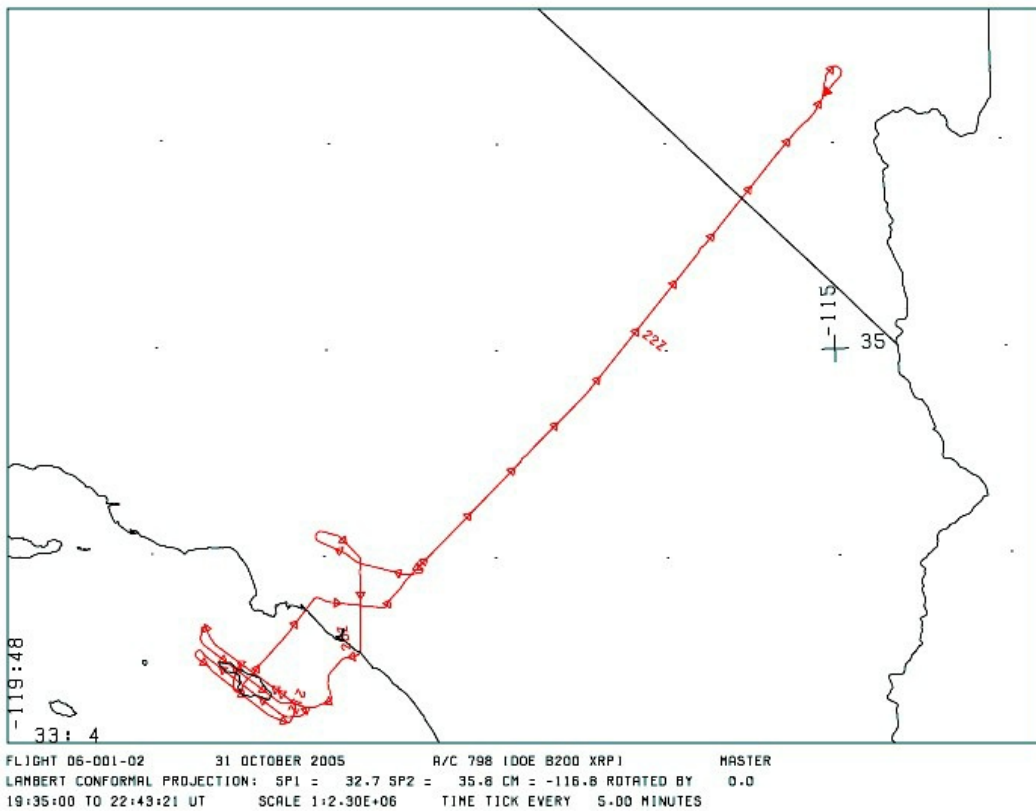 22Z
-115
35
20Z
-119:48
33: 4
FLIGHT 06-001-02 31 OCTOBER 2005 A/C 798 (DOE B200 XRP) MASTER
LAMBERT CONFORMAL PROJECTION: SP1 = 32.7 SP2 = 35.8 CM = -116.8 ROTATED BY 0.0
19:35:00 TO 22:43:21 UT SCALE 1:2.30E+06 TIME TICK EVERY 5.00 MINUTES